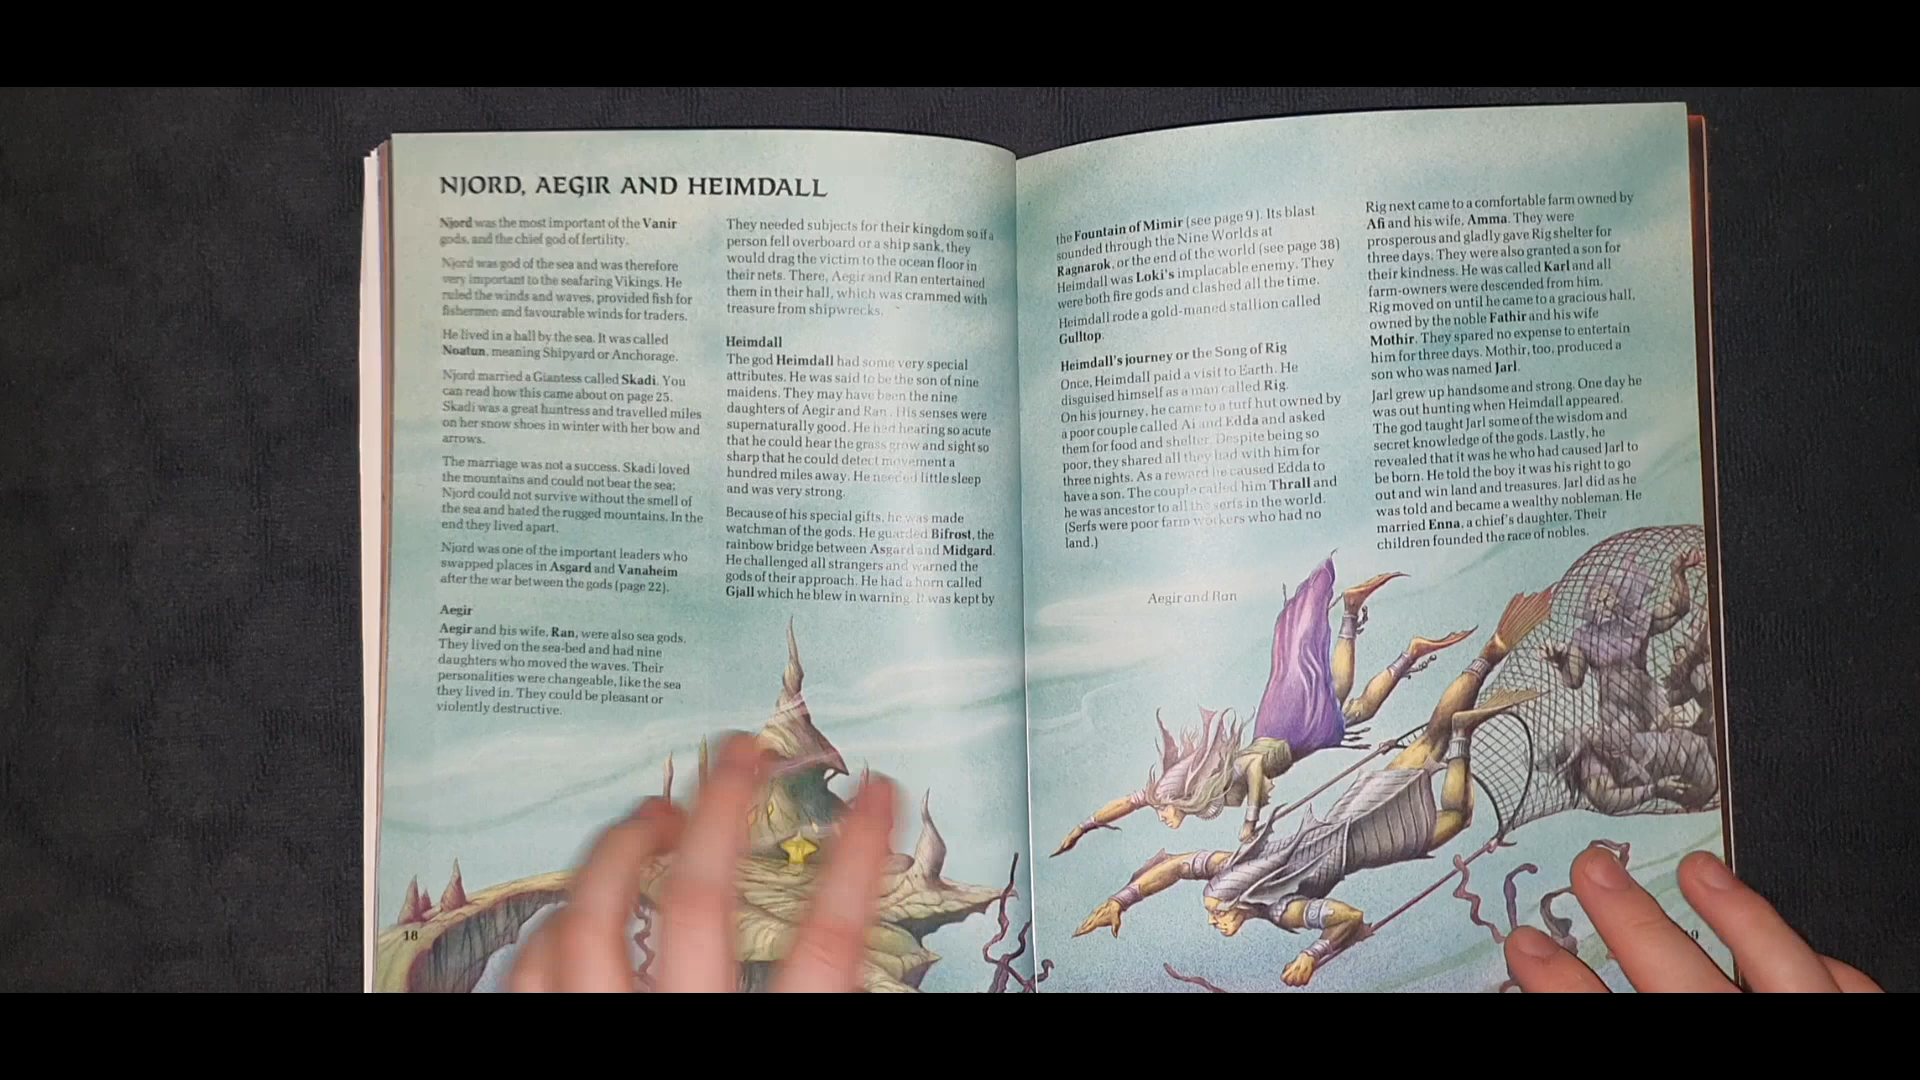 NJORD, AEGIR AND HEIMDALL
Njord was the most important of the Vanir
gods, and the chief god of fertility.
Njord was god of the sea and was therefore
very important to the seafaring Vikings. He
ruled the winds and waves, provided fish for
fishermen and favourable winds for traders.
He lived in a hall by the sea. It was called
Noatun, meaning Shipyard or Anchorage.
Njord married a Giantess called Skadi. You
can read how this came about on page 25.
Skadi was a great huntress and travelled miles
on her snow shoes in winter with her bow and
arrows.
The marriage was not a success. Skadi loved
the mountains and could not bear the sea;
Njord could not survive without the smell of
the sea and hated the rugged mountains. In the
end they lived apart.
Njord was one of the important leaders who
swapped places in Asgard and Vanaheim
after the war between the gods (page 22).
Aegir
Aegir and his wife, Ran, were also sea gods.
They lived on the sea-bed and had nine
daughters who moved the waves. Their
personalities were changeable, like the sea
they lived in. They could be pleasant or
violently destructive.
18
They needed subjects for their kingdom so if a
person fell overboard or a ship sank, they
would drag the victim to the ocean floor in
their nets. There, Aegir and Ran entertained
them in their hall, which was crammed with
treasure from shipwrecks.
Heimdall
The god Heimdall had some very special
attributes. He was said to be the son of nine
maidens. They may have been the nine
daughters of Aegir and Ran. His senses were
supernaturally good. He had hearing so acute
that he could hear the grass grow and sight so
sharp that he could detect movement a
hundred miles away. He needed little sleep
and was very strong.
Because of his special gifts, he was made
watchman of the gods. He guarded Bifrost, the
rainbow bridge between Asgard and Midgard.
He challenged all strangers and warned the
gods of their approach. He had a horn called
Gjall which he blew in warning. It was kept by
the Fountain of Mimir (see page 9). Its blast
sounded through the Nine Worlds at
Ragnarok, or the end of the world (see page 38)
Heimdall was Loki's implacable enemy. They
were both fire gods and clashed all the time.
Heimdall rode a gold-maned stallion called
Gulltop.
Heimdall's journey or the Song of Rig
Once, Heimdall paid a visit to Earth. He
disguised himself as a man called Rig.
On his journey, he came to a turf hut owned by
a poor couple called Ai and Edda and asked
them for food and shelter. Despite being so
poor, they shared all they had with him for
three nights. As a reward he caused Edda to
have a son. The couple called him Thrall and
he was ancestor to all the serfs in the world.
(Serfs were poor farm workers who had no
land.)
Aegir and Ran
Rig next came to a comfortable farm owned by
Afi and his wife, Amma. They were
prosperous and gladly gave Rig shelter for
three days. They were also granted a son for
their kindness. He was called Karl and all
farm-owners were descended from him.
Rig moved on until he came to a gracious hall,
owned by the noble Fathir and his wife
Mothir. They spared no expense to entertain
him for three days. Mothir, too, produced a
son who was named Jarl.
Jarl grew up handsome and strong. One day he
was out hunting when Heimdall appeared.
The god taught Jarl some of the wisdom and
secret knowledge of the gods. Lastly, he
revealed that it was he who had caused Jarl to
be born. He told the boy it was his right to go
out and win land and treasures. Jarl did as he
was told and became a wealthy nobleman. He
married Enna, a chief's daughter. Their
children founded the race of nobles.